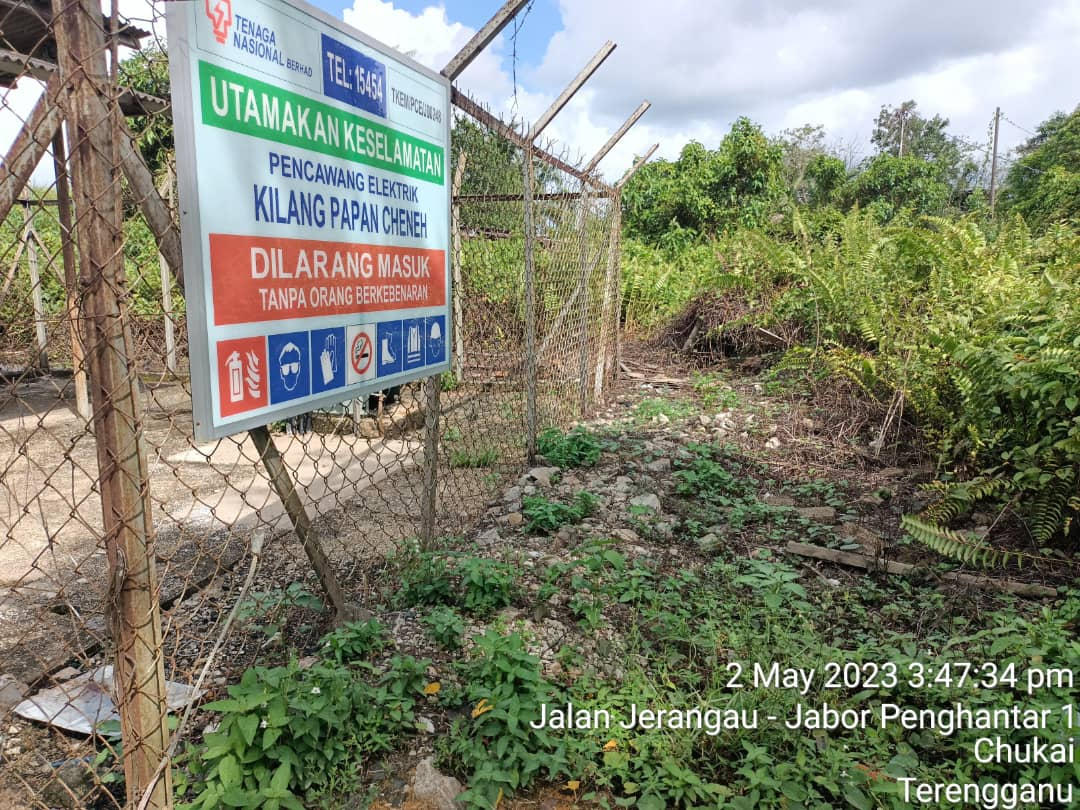 TENAGA
NASIONAL BERHAD
TEL: 15454
UTAMAKAN KESELAMATAN
PENCAWANG ELEKTRIK
KILANG PAPAN CHENEH
DILARANG MASUK
TANPA ORANG BERKEBENARAN
2 May 2023 3:47:34 pm
Jalan Jerangau - Jabor Penghantar 1
Chukai
Terengganu